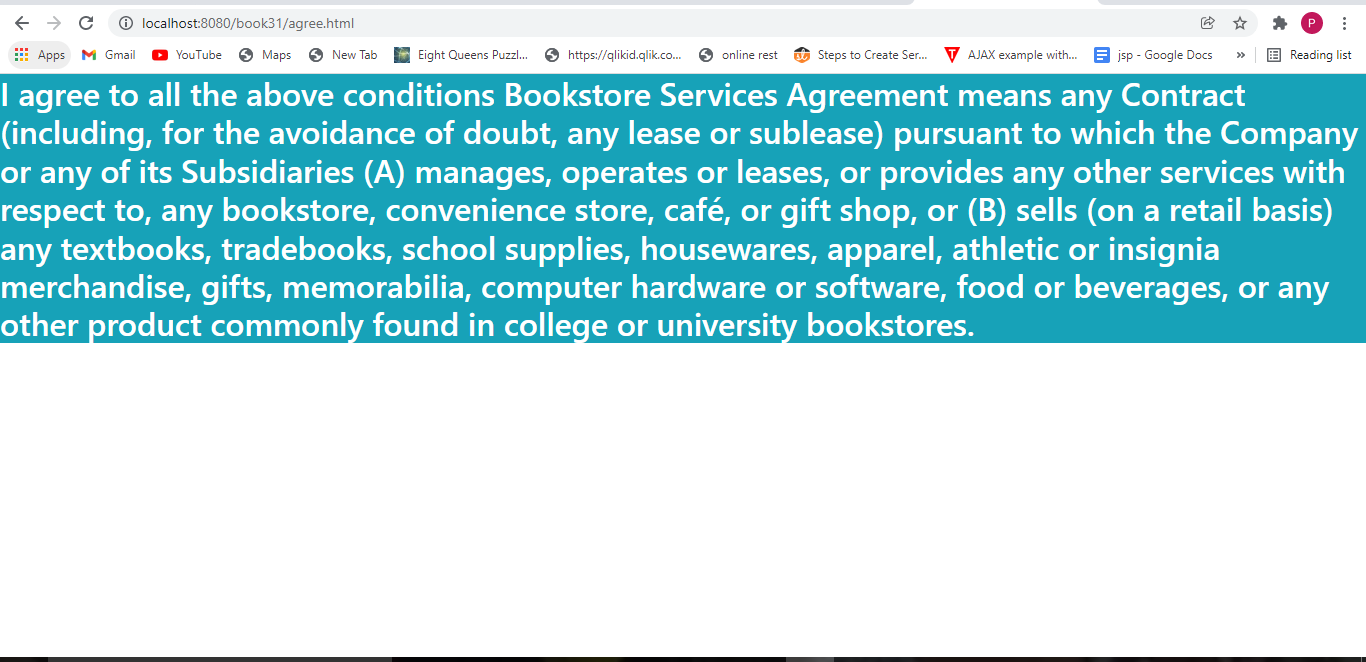 localhost:8080/book31/agree.html
P
Apps Gmail YouTube Maps New Tab Eight Queens Puzzl... https://qlikid.qlik.co... online rest Steps to Create Ser... AJAX example with... jsp - Google Docs » Reading list
I agree to all the above conditions Bookstore Services Agreement means any Contract
(including, for the avoidance of doubt, any lease or sublease) pursuant to which the Company
or any of its Subsidiaries (A) manages, operates or leases, or provides any other services with
respect to, any bookstore, convenience store, café, or gift shop, or (B) sells (on a retail basis)
any textbooks, tradebooks, school supplies, housewares, apparel, athletic or insignia
merchandise, gifts, memorabilia, computer hardware or software, food or beverages, or any
other product commonly found in college or university bookstores.